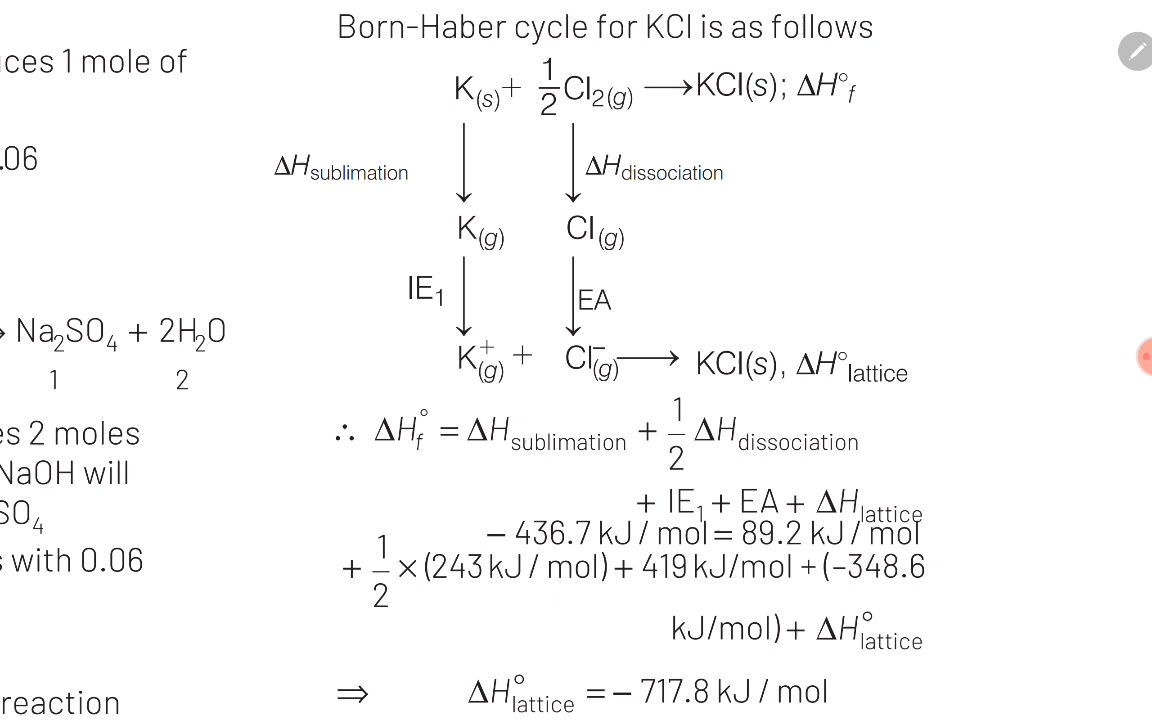 uces 1 mole of
.06
→ Na₂SO₄ + 2H₂O
1 2
es 2 moles
NaOH will
SO₄
s with 0.06
reaction
Born-Haber cycle for KCl is as follows
K(s) + 1/2 Cl₂(g) ⟶ KCl(s); ΔH°f
ΔHsublimation ΔHdissociation
K(g) Cl(g)
IE₁ EA
K⁺(g) + Cl⁻(g) ⟶ KCl(s), ΔH°lattice
∴ ΔH°f = ΔHsublimation + 1/2 ΔHdissociation
+ IE₁ + EA + ΔHlattice
− 436.7 kJ / mol = 89.2 kJ / mol
+ 1/2 × (243 kJ / mol) + 419 kJ/mol + (−348.6
kJ/mol) + ΔH°lattice
⇒ ΔH°lattice = − 717.8 kJ / mol